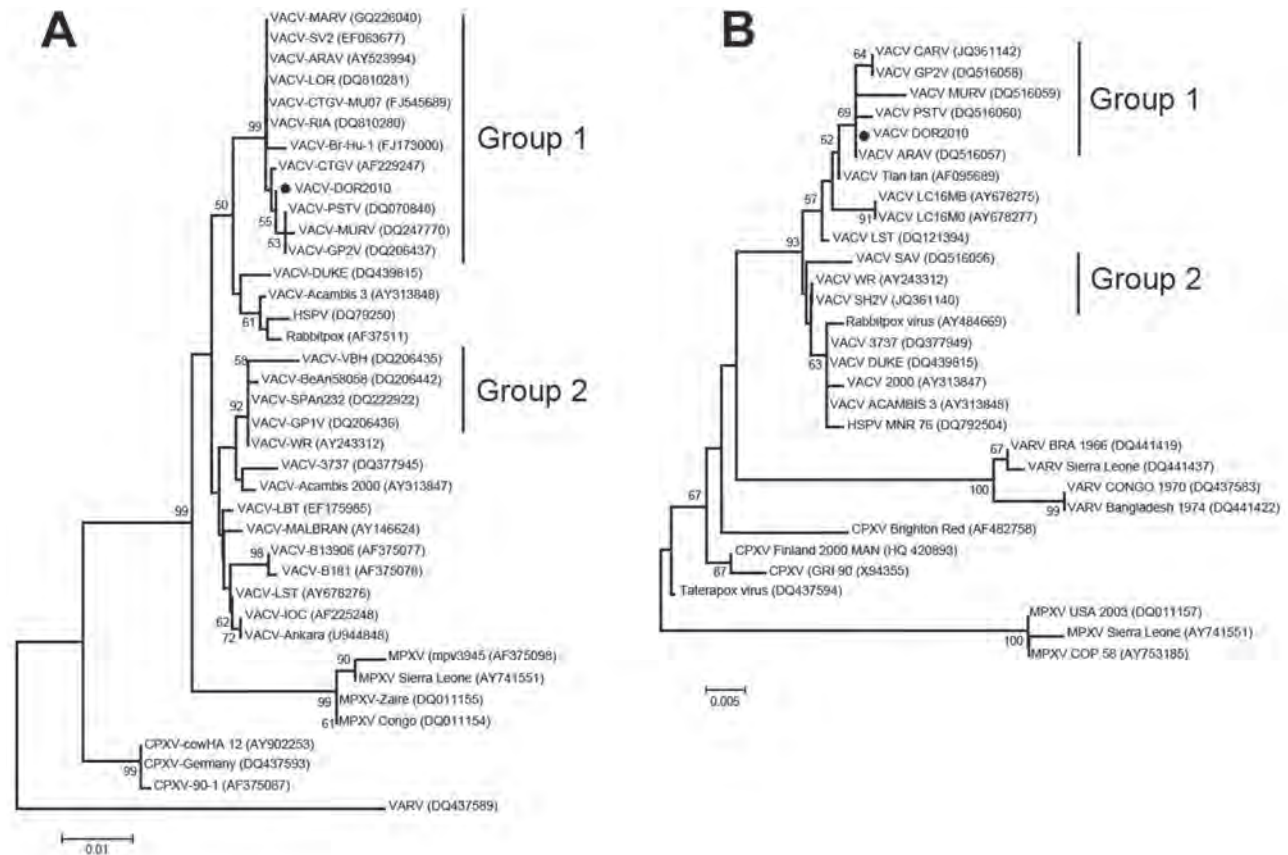 A
VACV-MARV (GQ226040)
VACV-SV2 (EF063677)
VACV-ARAV (AY523994)
VACV-LOR (DQ810281)
VACV-CTGV-MU07 (FJ545689)
VACV-RIA (DQ810280)
99
VACV-Br-Hu-1 (FJ173000)
VACV-CTGV (AF229247)
VACV-DOR2010
VACV-PSTV (DQ070848)
55
VACV-MURV (DQ247770)
53
VACV-GP2V (DQ206437)
Group 1
50
VACV-DUKE (DQ439815)
VACV-Acambis 3 (AY313848)
HSPV (DQ79250)
61
Rabbitpox (AF37511)
58
VACV-VBH (DQ206435)
VACV-BeAn58058 (DQ206442)
VACV-SPAn232 (DQ222922)
92
VACV-GP1V (DQ206436)
Group 2
VACV-WR (AY243312)
VACV-3737 (DQ377945)
VACV-Acambis 2000 (AY313847)
99
VACV-LBT (EF175985)
VACV-MALBRAN (AY146624)
98
VACV-B13906 (AF375077)
VACV-B181 (AF375078)
VACV-LST (AY678276)
VACV-IOC (AF225248)
62
72
VACV-Ankara (U944848)
90
MPXV (mpv3945 (AF375098)
MPXV Sierra Leone (AY741551)
99
MPXV-Zaire (DQ011155)
61
MPXV Congo (DQ011154)
CPXV-cowHA 12 (AY902253)
CPXV-Germany (DQ437593)
99
CPXV-90-1 (AF375087)
VARV (DQ437589)
0.01
B
64
VACV CARV (JQ361142)
VACV GP2V (DQ516058)
VACV MURV (DQ516059)
69
VACV PSTV (DQ516060)
VACV DOR2010
VACV ARAV (DQ516057)
Group 1
62
VACV Tian tan (AF095689)
57
VACV LC16MB (AY678275)
91
VACV LC16M0 (AY678277)
VACV LST (DQ121394)
93
VACV SAV (DQ516056)
VACV WR (AY243312)
VACV SH2V (JQ361140)
Group 2
Rabbitpox virus (AY484669)
VACV 3737 (DQ377949)
63
VACV DUKE (DQ439815)
VACV 2000 (AY313847)
VACV ACAMBIS 3 (AY313848)
HSPV MNR 76 (DQ792504)
67
VARV BRA 1966 (DQ441419)
VARV Sierra Leone (DQ441437)
100
VARV CONGO 1970 (DQ437583)
99
VARV Bangladesh 1974 (DQ441422)
67
CPXV Brighton Red (AF482758)
CPXV Finland 2000 MAN (HQ 420893)
67
CPXV (GRI-90 (X94355)
Taterapox virus (DQ437594)
MPXV USA 2003 (DQ011157)
100
MPXV Sierra Leone (AY741551)
MPXV COP 58 (AY753185)
0.005